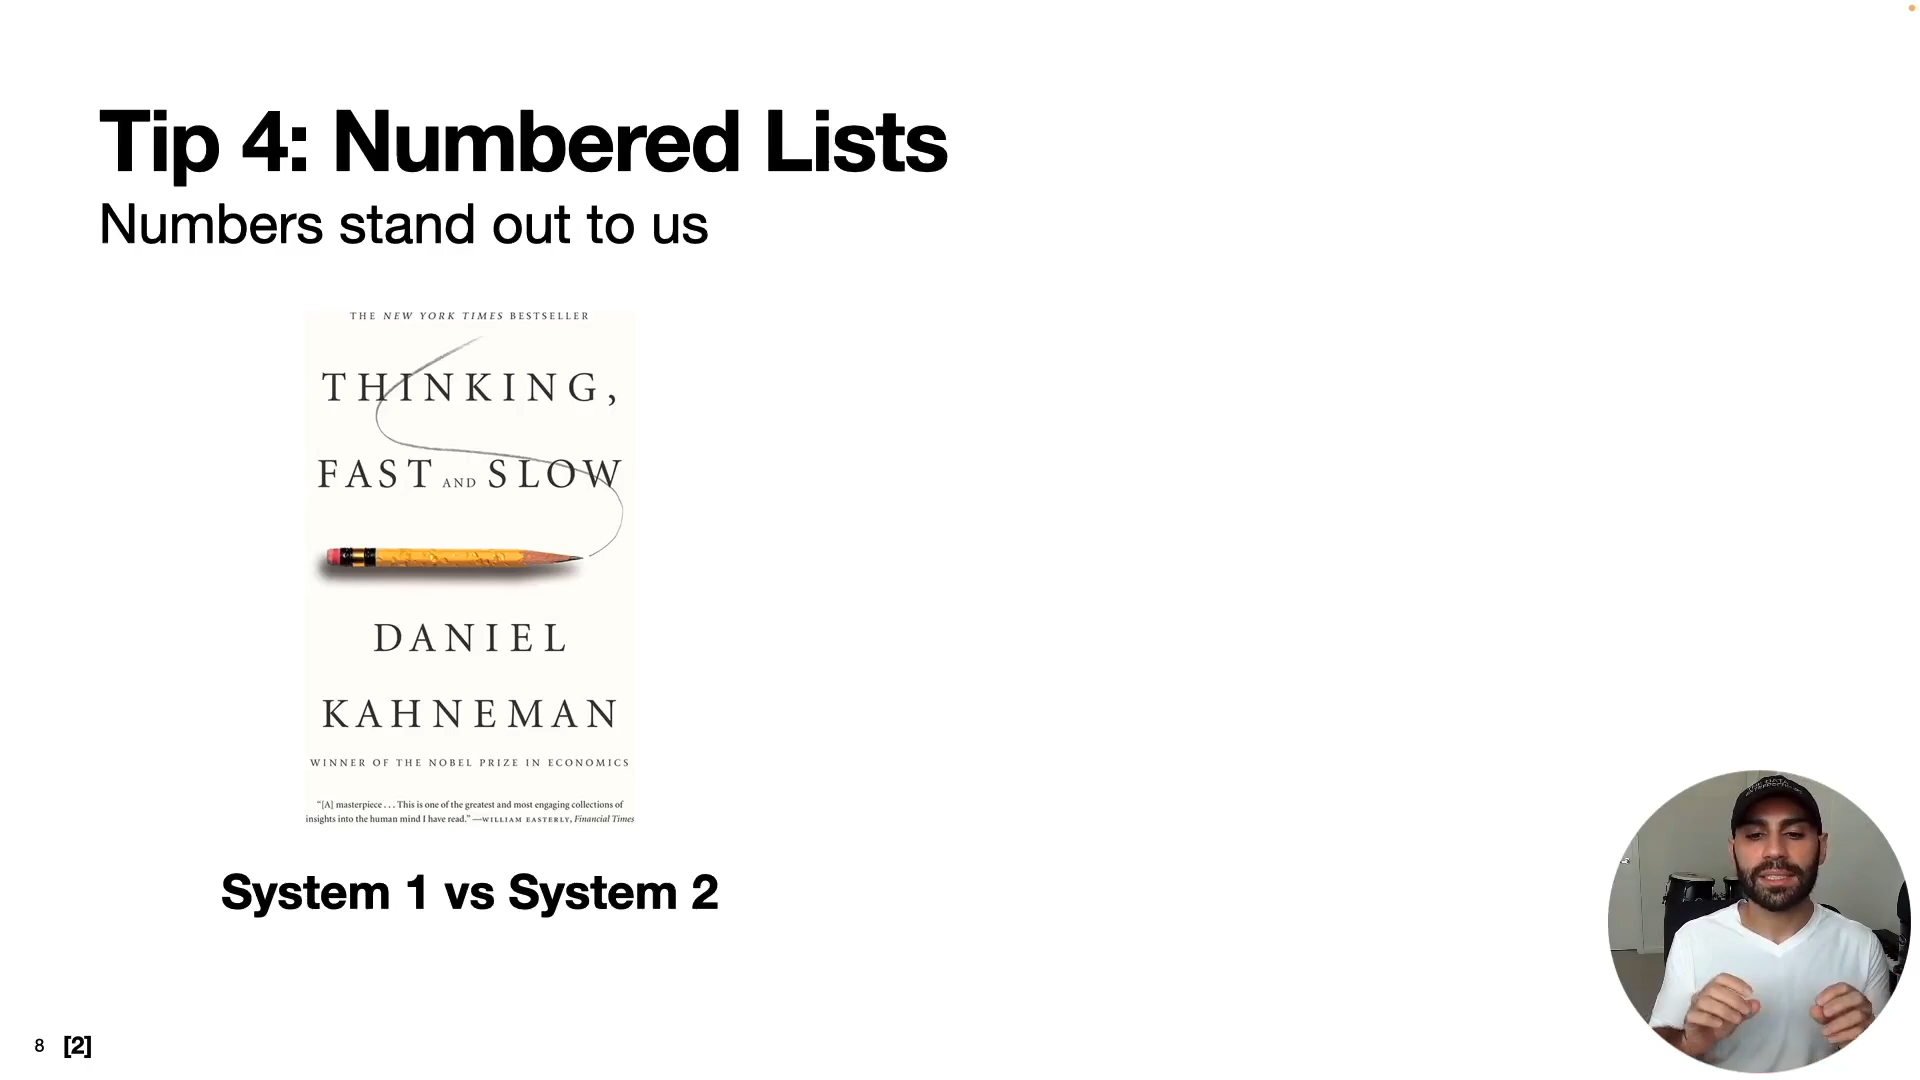 Tip 4: Numbered Lists
Numbers stand out to us
THE NEW YORK TIMES BESTSELLER
THINKING,
FAST AND SLOW
DANIEL
KAHNEMAN
WINNER OF THE NOBEL PRIZE IN ECONOMICS
“[A] masterpiece . . . This is one of the greatest and most engaging collections of
insights into the human mind I have read.” —WILLIAM EASTERLY, Financial Times
System 1 vs System 2
8 [2]
THE DATA
ENTREPRENEURS